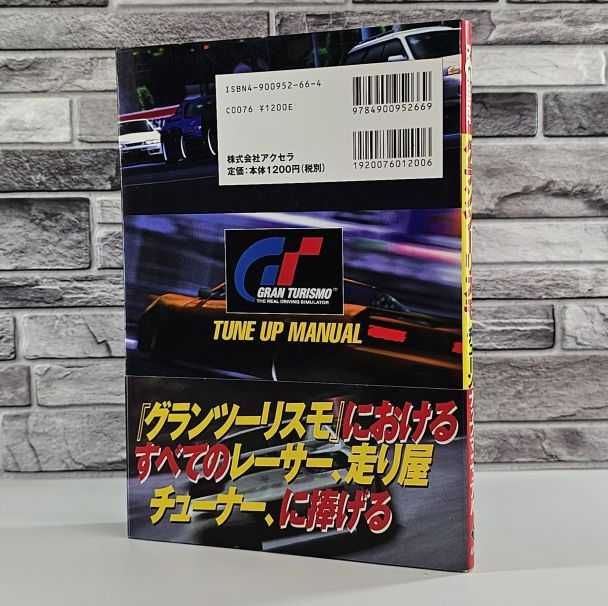 ISBN4-900952-66-4
C0076 ¥1200E
株式会社アクセラ
定価:本体1200円(税別)
9784900952669
1920076012006
GRAN TURISMO™
THE REAL DRIVING SIMULATOR
TUNE UP MANUAL
『グランツーリスモ』における
すべてのレーサー、走り屋
チューナー、に捧げる